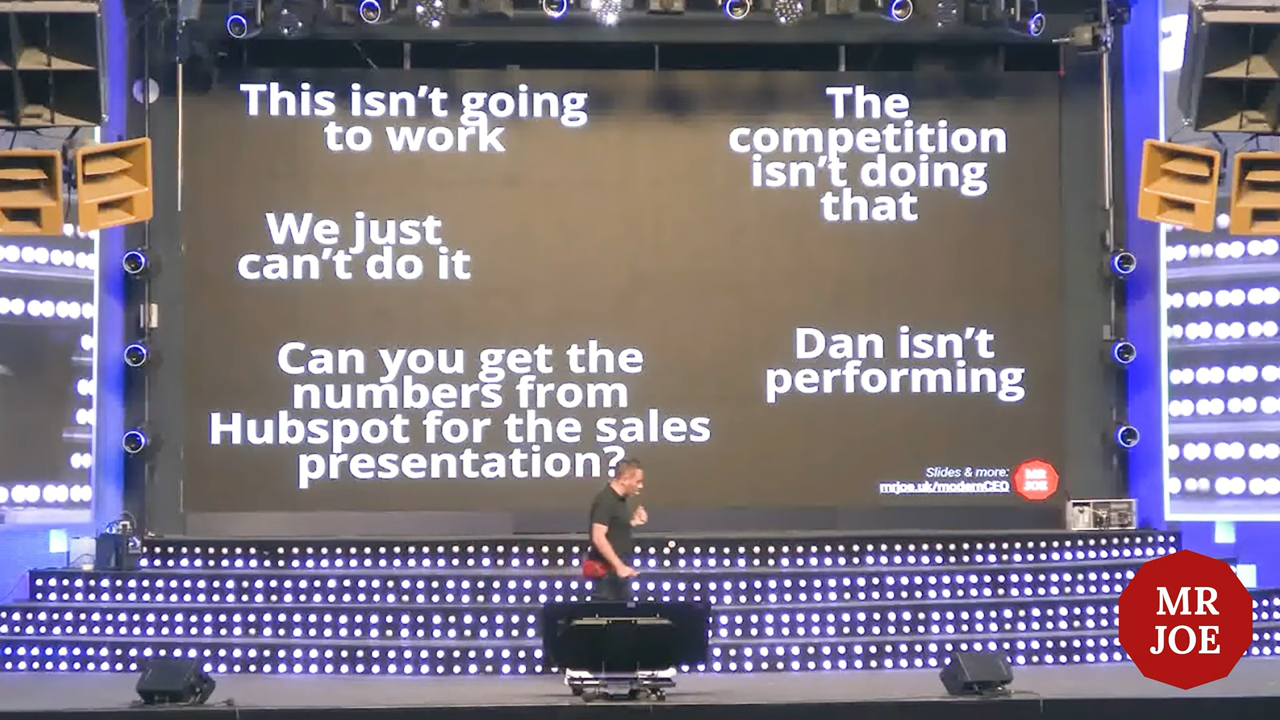 This isn't going
to work
The
competition
isn't doing
that
We just
can't do it
Can you get the
numbers from
Hubspot for the sales
presentation?
Dan isn't
performing
Slides & more:
mrjoe.uk/modernCEO
MR
JOE
MR
JOE